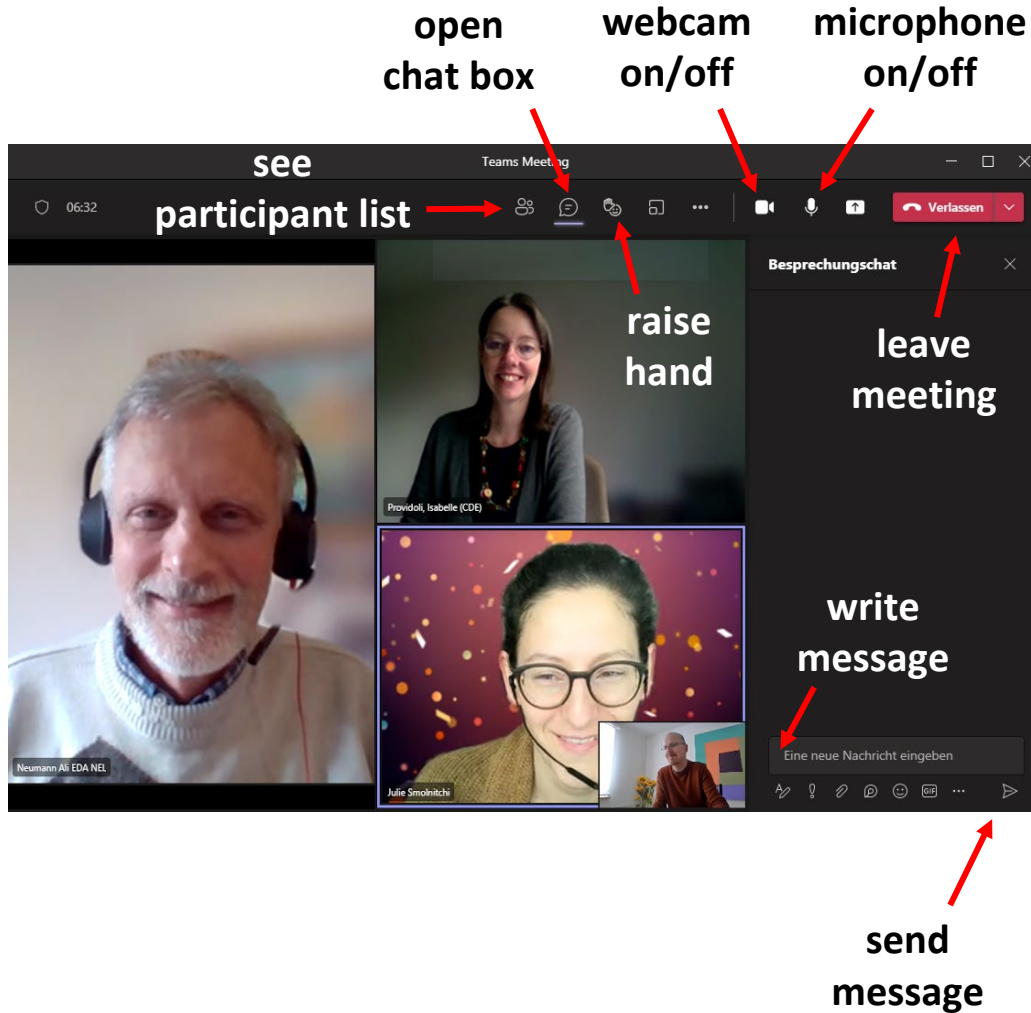 open
chat box
webcam
on/off
microphone
on/off
Teams Meeting
see
participant list
06:32
Verlassen
Besprechungschat
raise
hand
leave
meeting
Providoli, Isabelle (CDE)
write
message
Neumann Ali EDA NEL
Julie Smolnitchi
Eine neue Nachricht eingeben
GIF
send
message